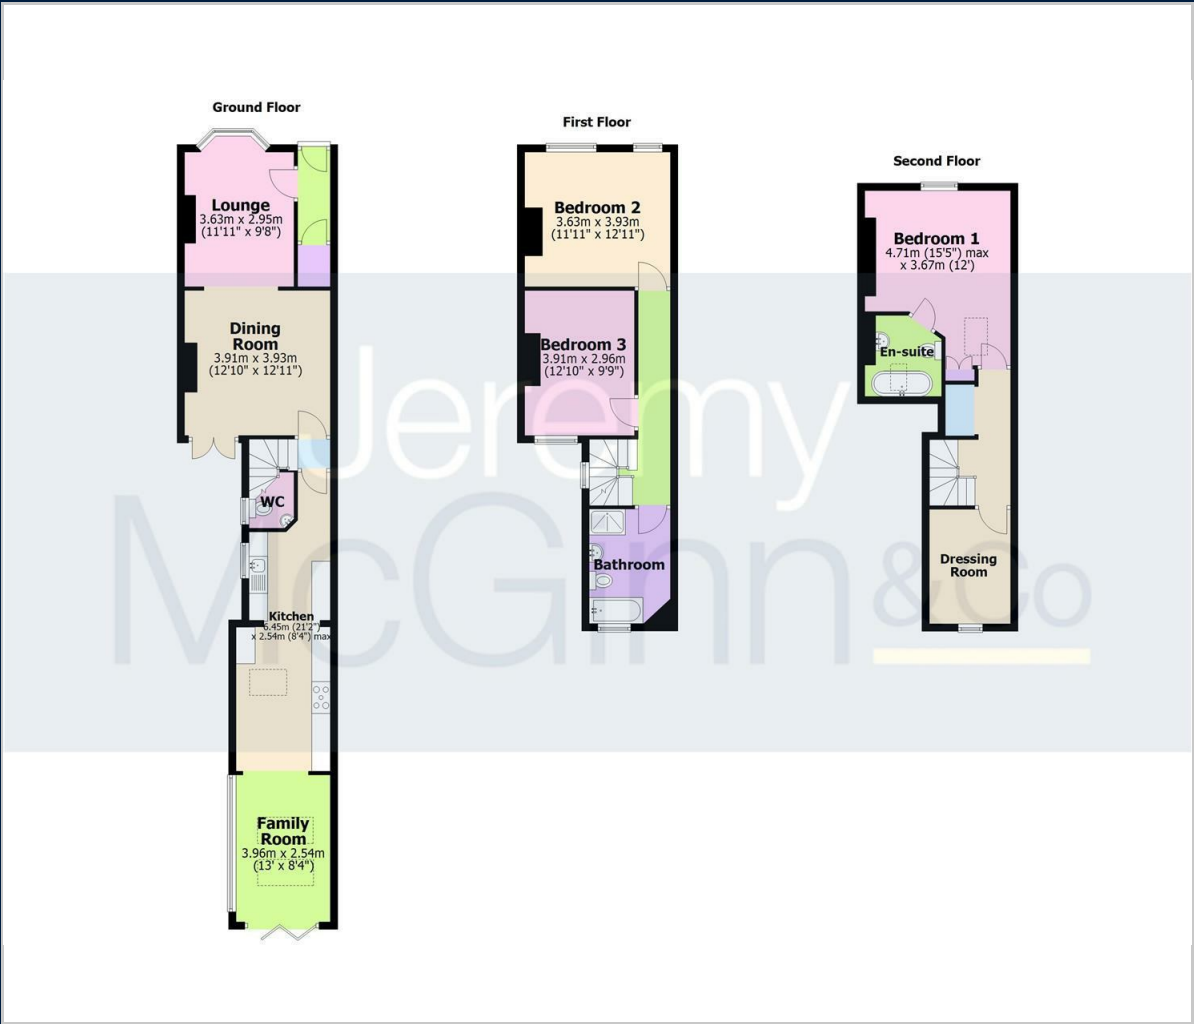 Ground Floor
Lounge
3.63m x 2.95m
(11'11" x 9'8")
Dining
Room
3.91m x 3.93m
(12'10" x 12'11")
WC
Kitchen
6.45m (21'2")
x 2.54m (8'4") max
Family
Room
3.96m x 2.54m
(13' x 8'4")
First Floor
Bedroom 2
3.63m x 3.93m
(11'11" x 12'11")
Bedroom 3
3.91m x 2.96m
(12'10" x 9'9")
Bathroom
Second Floor
Bedroom 1
4.71m (15'5") max
x 3.67m (12')
En-suite
Dressing
Room
Jeremy
McGinn & Co